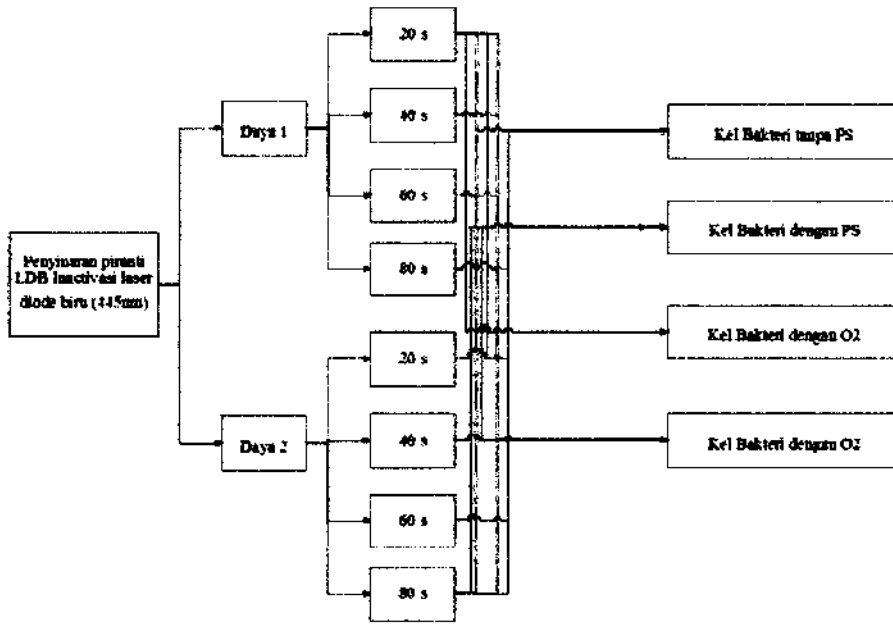 Penyinaran piranti
LDB Inactivasi laser
diode biru (445nm)
Daya 1
20 s
40 s
60 s
80 s
Daya 2
20 s
40 s
60 s
80 s
Kel Bakteri tanpa PS
Kel Bakteri dengan PS
Kel Bakteri dengan O2
Kel Bakteri dengan O2